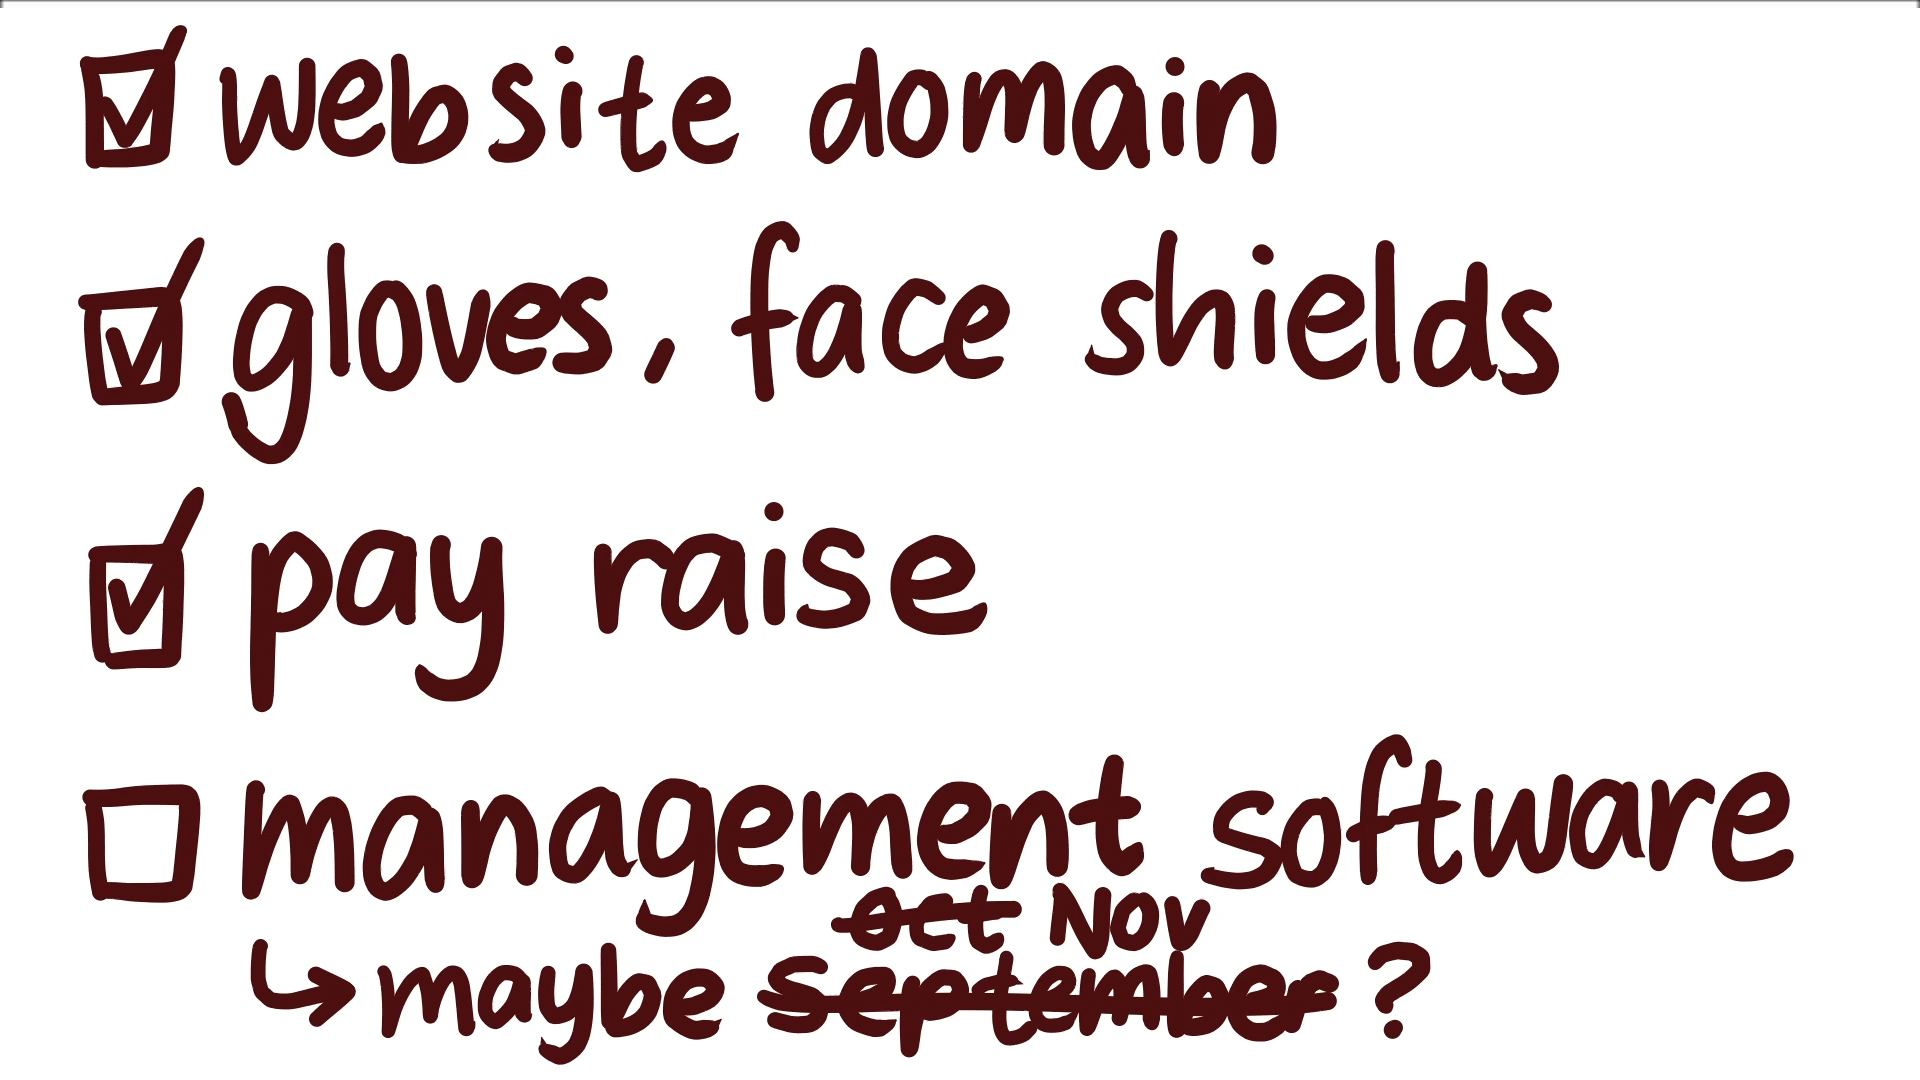 website domain
gloves, face shields
pay raise
management software
oct Nov
maybe September ?